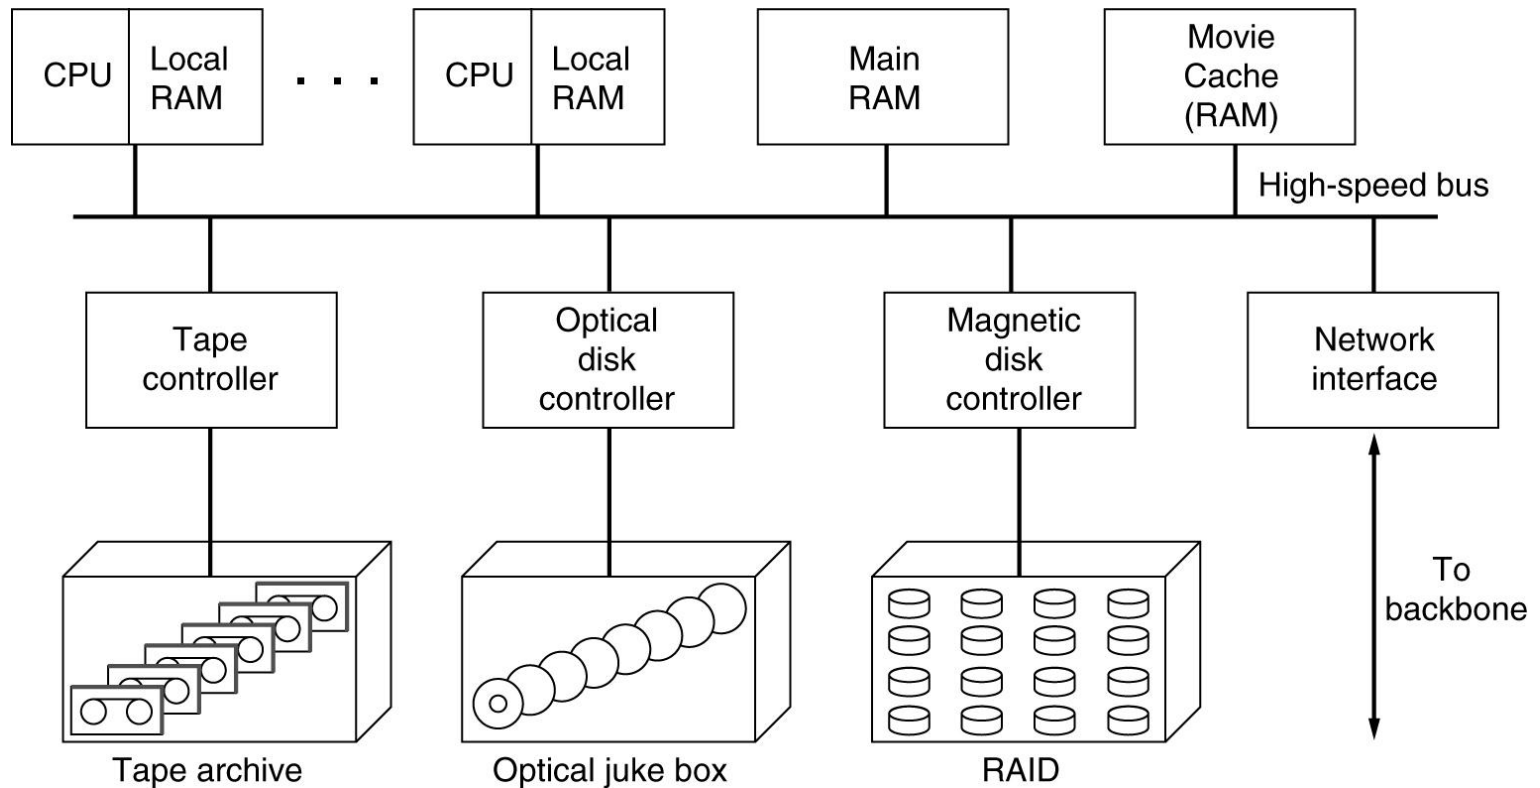 CPU
Local
RAM
. . .
CPU
Local
RAM
Main
RAM
Movie
Cache
(RAM)
High-speed bus
Tape
controller
Optical
disk
controller
Magnetic
disk
controller
Network
interface
To
backbone
Tape archive
Optical juke box
RAID